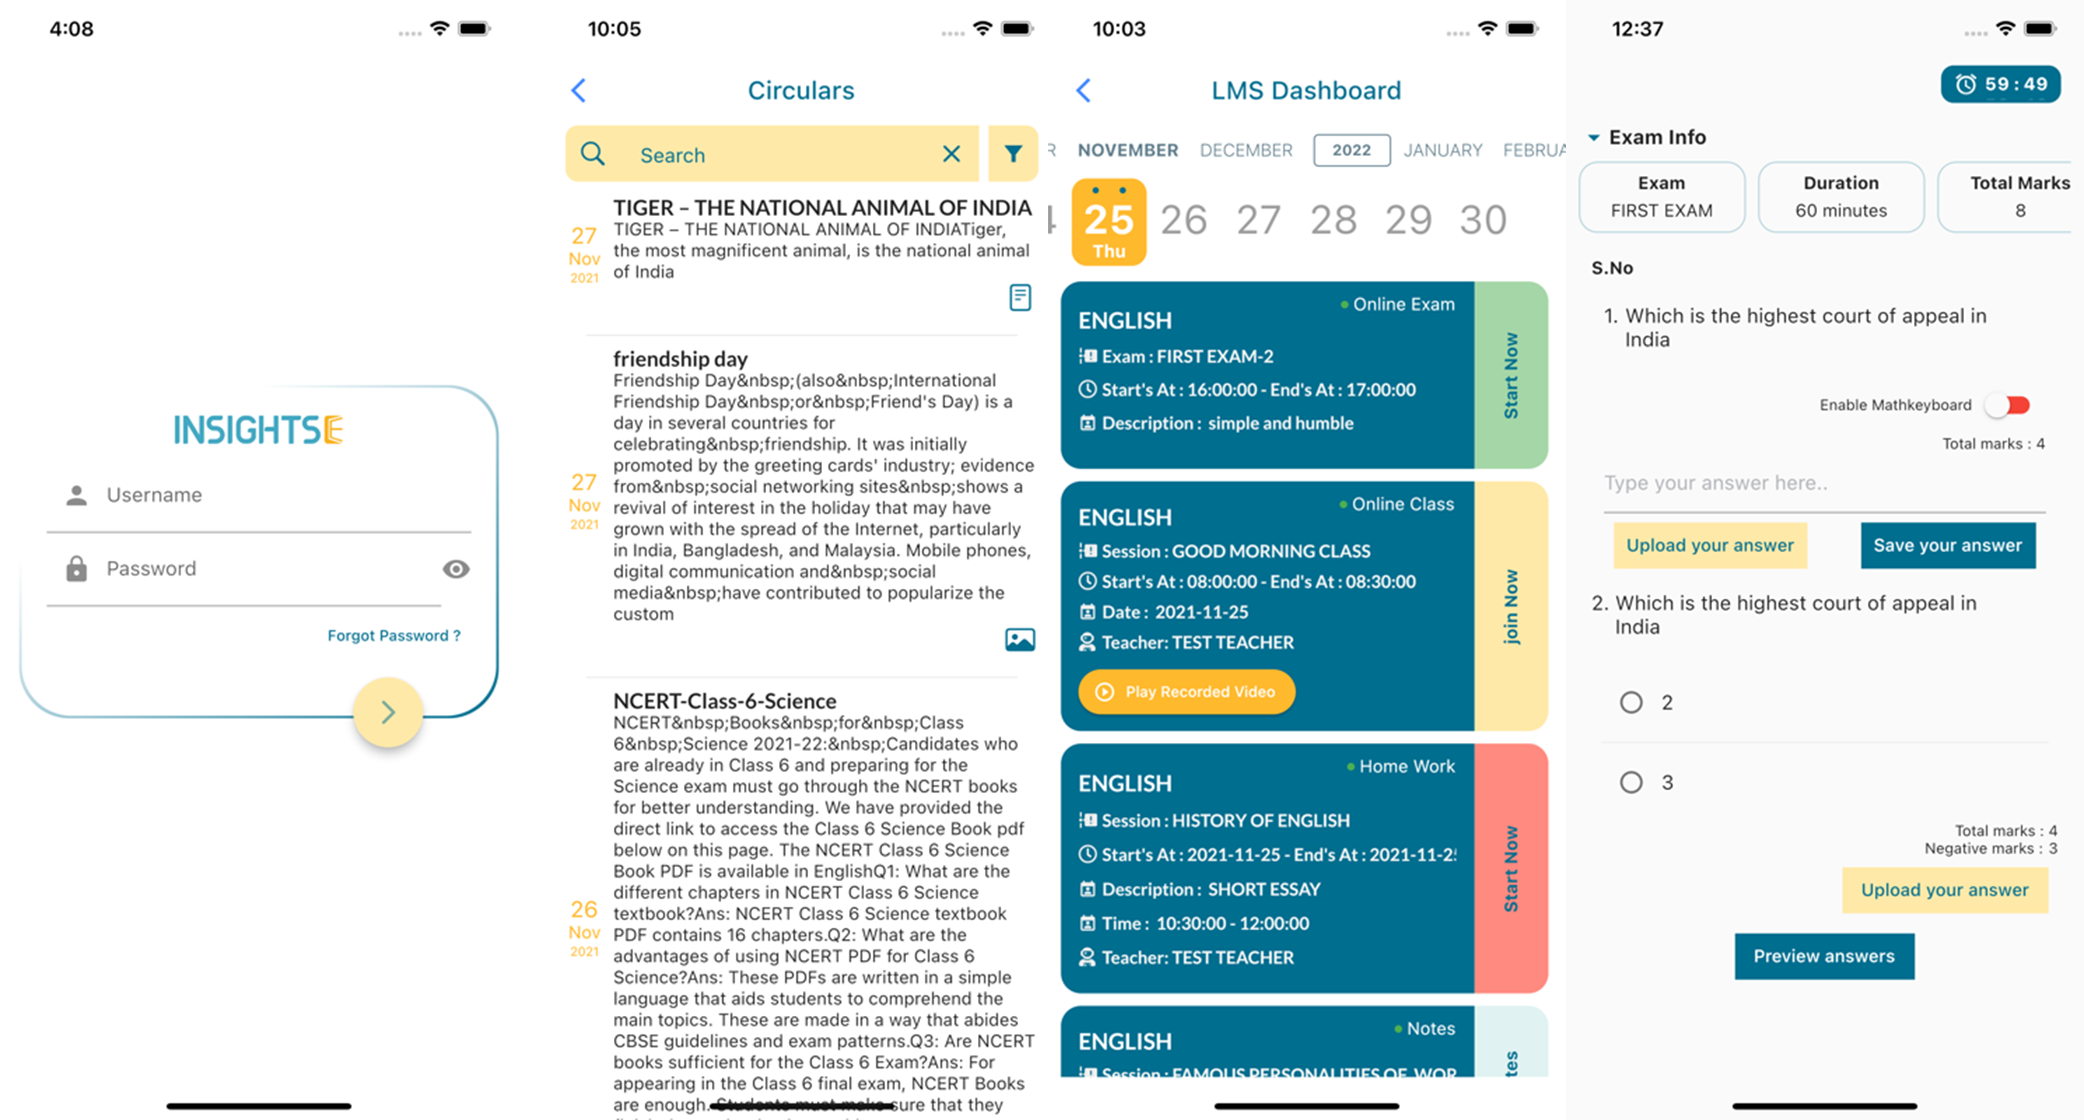 4:08
INSIGHTSE
Username
Password
Forgot Password ?
10:05
Circulars
Search
27
Nov
2021
TIGER – THE NATIONAL ANIMAL OF INDIA
TIGER – THE NATIONAL ANIMAL OF INDIATiger,
the most magnificent animal, is the national animal
of India
27
Nov
2021
friendship day
Friendship Day&nbsp;(also&nbsp;International
Friendship Day&nbsp;or&nbsp;Friend's Day) is a
day in several countries for
celebrating&nbsp;friendship. It was initially
promoted by the greeting cards' industry; evidence
from&nbsp;social networking sites&nbsp;shows a
revival of interest in the holiday that may have
grown with the spread of the Internet, particularly
in India, Bangladesh, and Malaysia. Mobile phones,
digital communication and&nbsp;social
media&nbsp;have contributed to popularize the
custom
26
Nov
2021
NCERT-Class-6-Science
NCERT&nbsp;Books&nbsp;for&nbsp;Class
6&nbsp;Science 2021-22:&nbsp;Candidates who
are already in Class 6 and preparing for the
Science exam must go through the NCERT books
for better understanding. We have provided the
direct link to access the Class 6 Science Book pdf
below on this page. The NCERT Class 6 Science
Book PDF is available in EnglishQ1: What are the
different chapters in NCERT Class 6 Science
textbook?Ans: NCERT Class 6 Science textbook
PDF contains 16 chapters.Q2: What are the
advantages of using NCERT PDF for Class 6
Science?Ans: These PDFs are written in a simple
language that aids students to comprehend the
main topics. These are made in a way that abides
CBSE guidelines and exam patterns.Q3: Are NCERT
books sufficient for the Class 6 Exam?Ans: For
appearing in the Class 6 final exam, NCERT Books
are enough. Students must make sure that they
10:03
LMS Dashboard
R NOVEMBER DECEMBER 2022 JANUARY FEBRUA
25 26 27 28 29 30
Thu
Online Exam
ENGLISH
Exam : FIRST EXAM-2
Start's At : 16:00:00 - End's At : 17:00:00
Description : simple and humble
Start Now
Online Class
ENGLISH
Session : GOOD MORNING CLASS
Start's At : 08:00:00 - End's At : 08:30:00
Date : 2021-11-25
Teacher: TEST TEACHER
Play Recorded Video
join Now
Home Work
ENGLISH
Session : HISTORY OF ENGLISH
Start's At : 2021-11-25 - End's At : 2021-11-2
Description : SHORT ESSAY
Time : 10:30:00 - 12:00:00
Teacher: TEST TEACHER
Start Now
Notes
ENGLISH
Session : FAMOUS PERSONALITIES OF WOR
tes
12:37
59 : 49
Exam Info
Exam
FIRST EXAM
Duration
60 minutes
Total Marks
8
S.No
1. Which is the highest court of appeal in
India
Enable Mathkeyboard
Total marks : 4
Type your answer here..
Upload your answer
Save your answer
2. Which is the highest court of appeal in
India
2
3
Total marks : 4
Negative marks : 3
Upload your answer
Preview answers